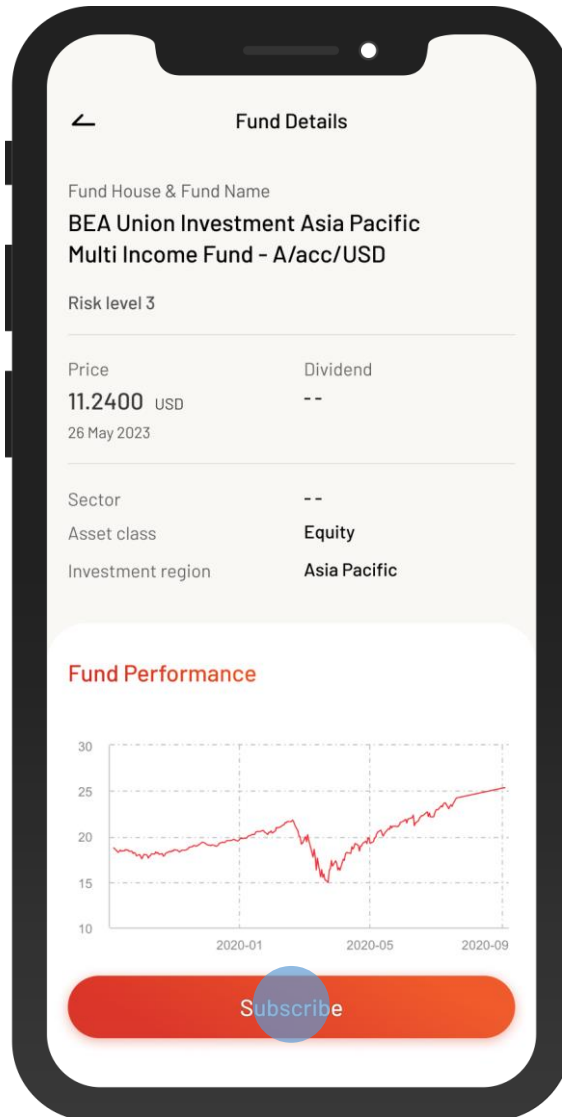 Fund Details
Fund House & Fund Name
BEA Union Investment Asia Pacific
Multi Income Fund - A/acc/USD
Risk level 3
Price Dividend
11.2400 USD --
26 May 2023
Sector --
Asset class Equity
Investment region Asia Pacific
Fund Performance
30
25
20
15
10
2020-01 2020-05 2020-09
Subscribe